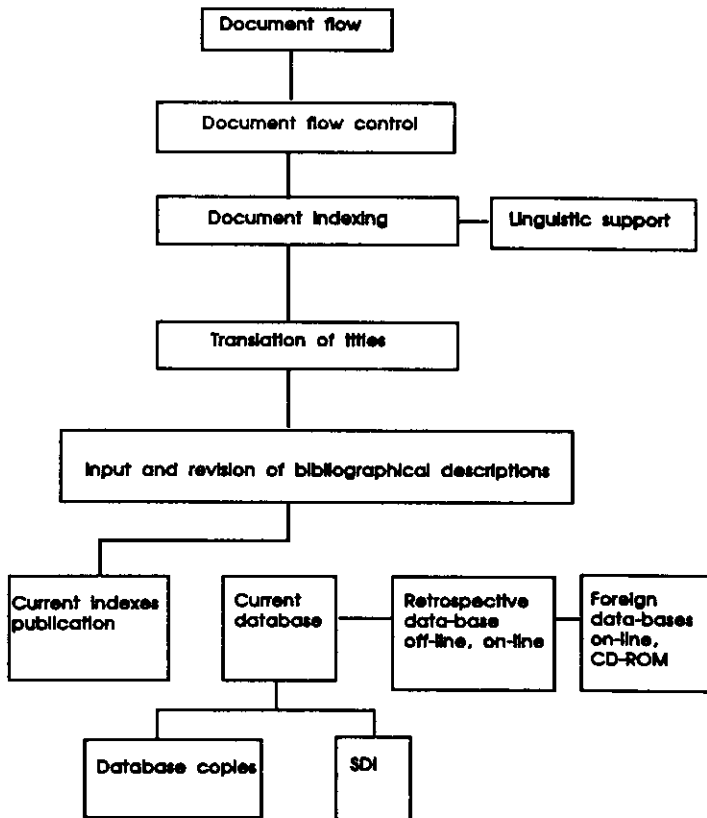 Document flow
Document flow control
Document indexing
Linguistic support
Translation of titles
Input and revision of bibliographical descriptions
Current indexes
publication
Current
database
Retrospective
data-base
off-line, on-line
Foreign
data-bases
on-line,
CD-ROM
Database copies
SDI